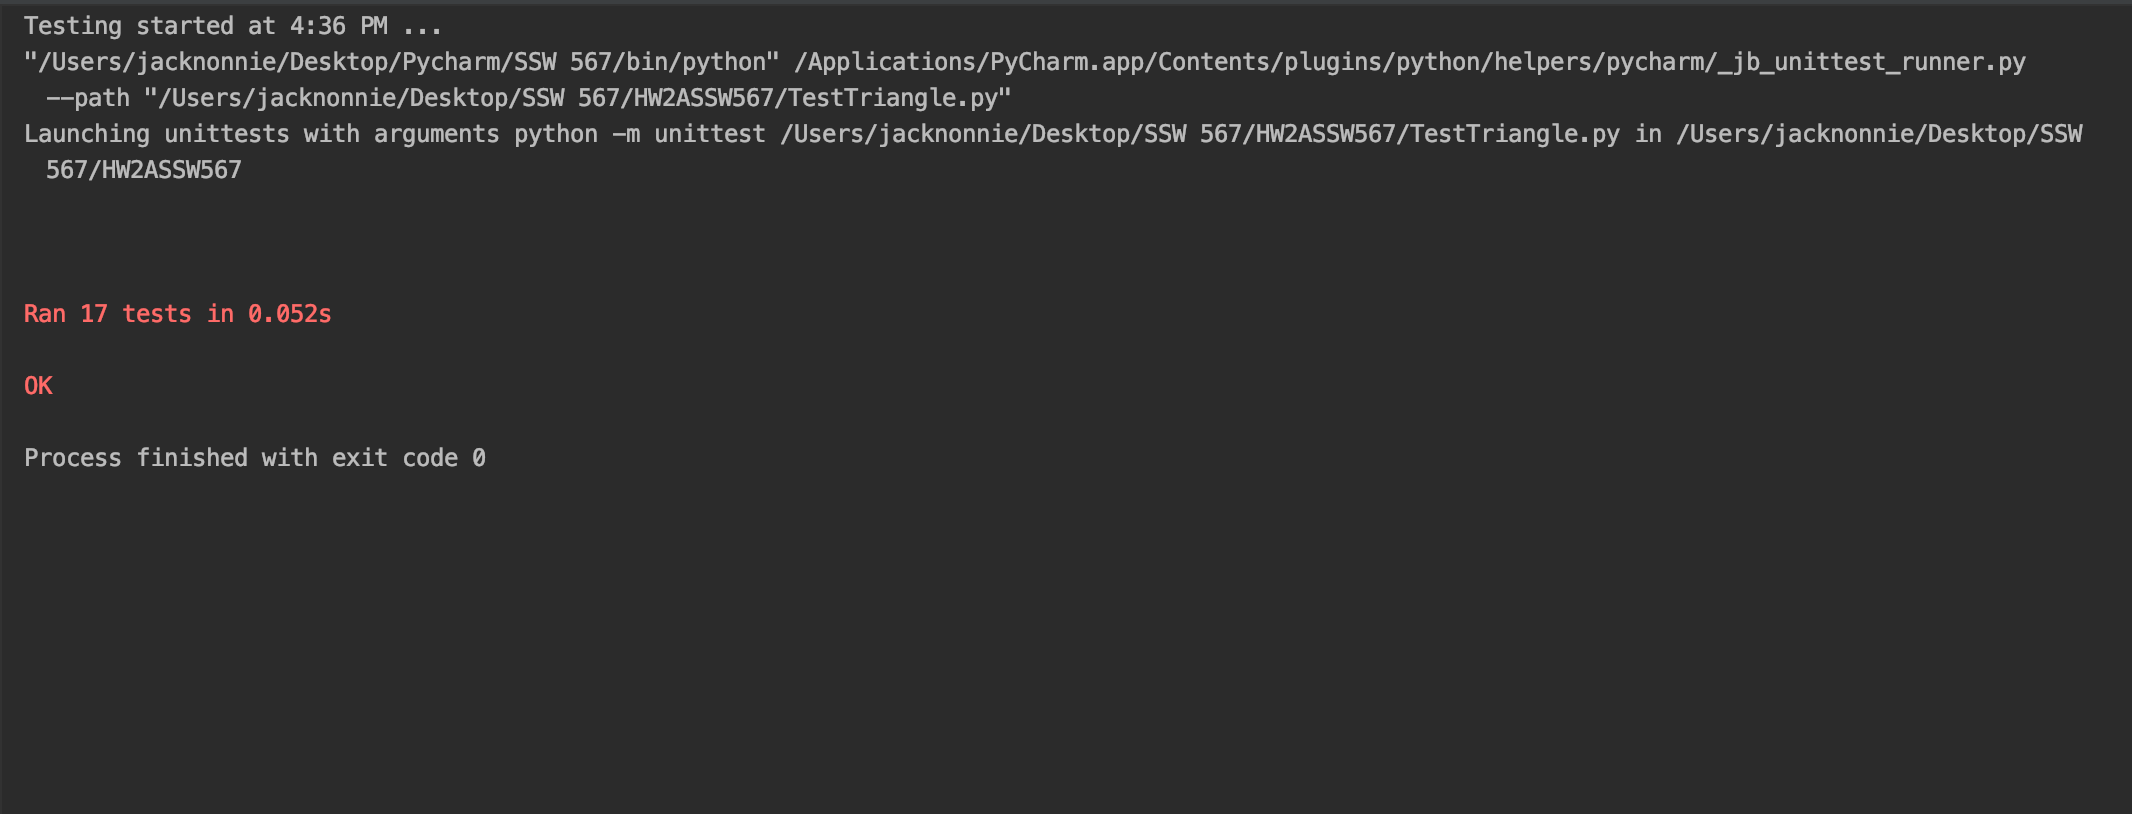 Testing started at 4:36 PM ...
"/Users/jacknonnie/Desktop/Pycharm/SSW 567/bin/python" /Applications/PyCharm.app/Contents/plugins/python/helpers/pycharm/_jb_unittest_runner.py
--path "/Users/jacknonnie/Desktop/SSW 567/HW2ASSW567/TestTriangle.py"
Launching unittests with arguments python -m unittest /Users/jacknonnie/Desktop/SSW 567/HW2ASSW567/TestTriangle.py in /Users/jacknonnie/Desktop/SSW
567/HW2ASSW567
Ran 17 tests in 0.052s
OK
Process finished with exit code 0